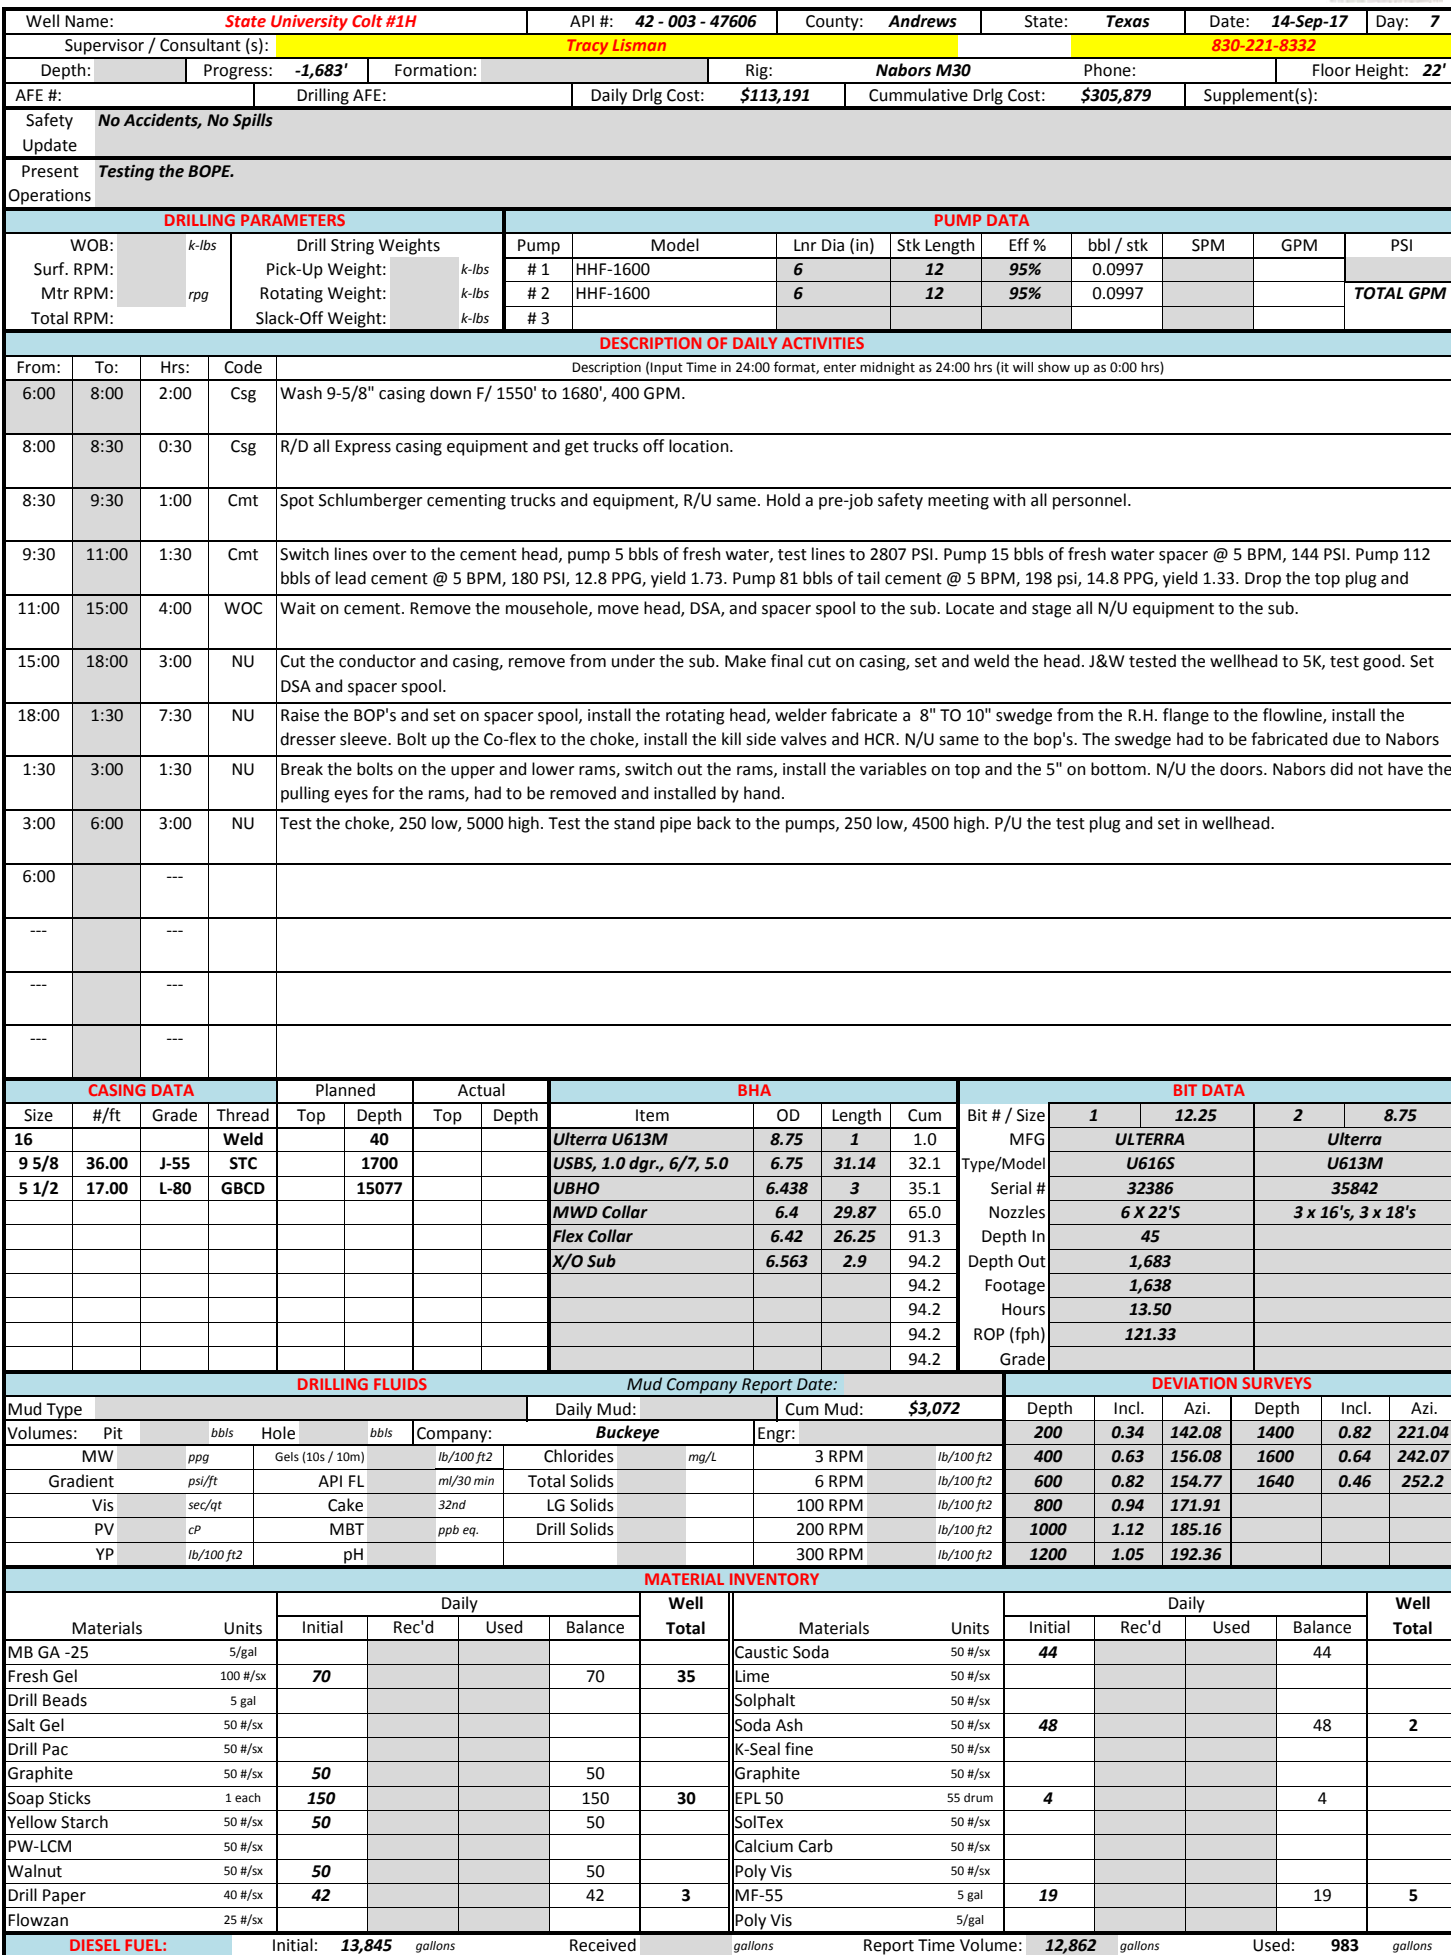 Well Name: State University Colt #1H API #: 42 - 003 - 47606 County: Andrews State: Texas Date: 14-Sep-17 Day: 7
Supervisor / Consultant (s): Tracy Lisman 830-221-8332
Depth: Progress: -1,683' Formation: Rig: Nabors M30 Phone: Floor Height: 22'
AFE #: Drilling AFE: Daily Drlg Cost: $113,191 Cummulative Drlg Cost: $305,879 Supplement(s):
Safety Update No Accidents, No Spills
Present Operations Testing the BOPE.
DRILLING PARAMETERS PUMP DATA
WOB: k-lbs Drill String Weights Pump Model Lnr Dia (in) Stk Length Eff % bbl / stk SPM GPM PSI
Surf. RPM: Pick-Up Weight: k-lbs # 1 HHF-1600 6 12 95% 0.0997
Mtr RPM: rpg Rotating Weight: k-lbs # 2 HHF-1600 6 12 95% 0.0997 TOTAL GPM
Total RPM: Slack-Off Weight: k-lbs # 3
DESCRIPTION OF DAILY ACTIVITIES
From: To: Hrs: Code Description (Input Time in 24:00 format, enter midnight as 24:00 hrs (it will show up as 0:00 hrs)
6:00 8:00 2:00 Csg Wash 9-5/8" casing down F/ 1550' to 1680', 400 GPM.
8:00 8:30 0:30 Csg R/D all Express casing equipment and get trucks off location.
8:30 9:30 1:00 Cmt Spot Schlumberger cementing trucks and equipment, R/U same. Hold a pre-job safety meeting with all personnel.
9:30 11:00 1:30 Cmt Switch lines over to the cement head, pump 5 bbls of fresh water, test lines to 2807 PSI. Pump 15 bbls of fresh water spacer @ 5 BPM, 144 PSI. Pump 112
bbls of lead cement @ 5 BPM, 180 PSI, 12.8 PPG, yield 1.73. Pump 81 bbls of tail cement @ 5 BPM, 198 psi, 14.8 PPG, yield 1.33. Drop the top plug and
11:00 15:00 4:00 WOC Wait on cement. Remove the mousehole, move head, DSA, and spacer spool to the sub. Locate and stage all N/U equipment to the sub.
15:00 18:00 3:00 NU Cut the conductor and casing, remove from under the sub. Make final cut on casing, set and weld the head. J&W tested the wellhead to 5K, test good. Set
DSA and spacer spool.
18:00 1:30 7:30 NU Raise the BOP's and set on spacer spool, install the rotating head, welder fabricate a 8" TO 10" swedge from the R.H. flange to the flowline, install the
dresser sleeve. Bolt up the Co-flex to the choke, install the kill side valves and HCR. N/U same to the bop's. The swedge had to be fabricated due to Nabors
1:30 3:00 1:30 NU Break the bolts on the upper and lower rams, switch out the rams, install the variables on top and the 5" on bottom. N/U the doors. Nabors did not have the
pulling eyes for the rams, had to be removed and installed by hand.
3:00 6:00 3:00 NU Test the choke, 250 low, 5000 high. Test the stand pipe back to the pumps, 250 low, 4500 high. P/U the test plug and set in wellhead.
6:00 ---
--- ---
--- ---
--- ---
CASING DATA Planned Actual BHA BIT DATA
Size #/ft Grade Thread Top Depth Top Depth Item OD Length Cum Bit # / Size 1 12.25 2 8.75
16 Weld 40 Ulterra U613M 8.75 1 1.0 MFG ULTERRA Ulterra
9 5/8 36.00 J-55 STC 1700 USBS, 1.0 dgr., 6/7, 5.0 6.75 31.14 32.1 Type/Model U616S U613M
5 1/2 17.00 L-80 GBCD 15077 UBHO 6.438 3 35.1 Serial # 32386 35842
MWD Collar 6.4 29.87 65.0 Nozzles 6 X 22'S 3 x 16's, 3 x 18's
Flex Collar 6.42 26.25 91.3 Depth In 45
X/O Sub 6.563 2.9 94.2 Depth Out 1,683
94.2 Footage 1,638
94.2 Hours 13.50
94.2 ROP (fph) 121.33
94.2 Grade
DRILLING FLUIDS Mud Company Report Date: DEVIATION SURVEYS
Mud Type Daily Mud: Cum Mud: $3,072 Depth Incl. Azi. Depth Incl. Azi.
Volumes: Pit bbls Hole bbls Company: Buckeye Engr: 200 0.34 142.08 1400 0.82 221.04
MW ppg Gels (10s / 10m) lb/100 ft2 Chlorides mg/L 3 RPM lb/100 ft2 400 0.63 156.08 1600 0.64 242.07
Gradient psi/ft API FL ml/30 min Total Solids 6 RPM lb/100 ft2 600 0.82 154.77 1640 0.46 252.2
Vis sec/qt Cake 32nd LG Solids 100 RPM lb/100 ft2 800 0.94 171.91
PV cP MBT ppb eq. Drill Solids 200 RPM lb/100 ft2 1000 1.12 185.16
YP lb/100 ft2 pH 300 RPM lb/100 ft2 1200 1.05 192.36
MATERIAL INVENTORY
Daily Well Daily Well
Materials Units Initial Rec'd Used Balance Total Materials Units Initial Rec'd Used Balance Total
MB GA -25 5/gal Caustic Soda 50 #/sx 44 44
Fresh Gel 100 #/sx 70 70 35 Lime 50 #/sx
Drill Beads 5 gal Solphalt 50 #/sx
Salt Gel 50 #/sx Soda Ash 50 #/sx 48 48 2
Drill Pac 50 #/sx K-Seal fine 50 #/sx
Graphite 50 #/sx 50 50 Graphite 50 #/sx
Soap Sticks 1 each 150 150 30 EPL 50 55 drum 4 4
Yellow Starch 50 #/sx 50 50 SolTex 50 #/sx
PW-LCM 50 #/sx Calcium Carb 50 #/sx
Walnut 50 #/sx 50 50 Poly Vis 50 #/sx
Drill Paper 40 #/sx 42 42 3 MF-55 5 gal 19 19 5
Flowzan 25 #/sx Poly Vis 5/gal
DIESEL FUEL: Initial: 13,845 gallons Received gallons Report Time Volume: 12,862 gallons Used: 983 gallons